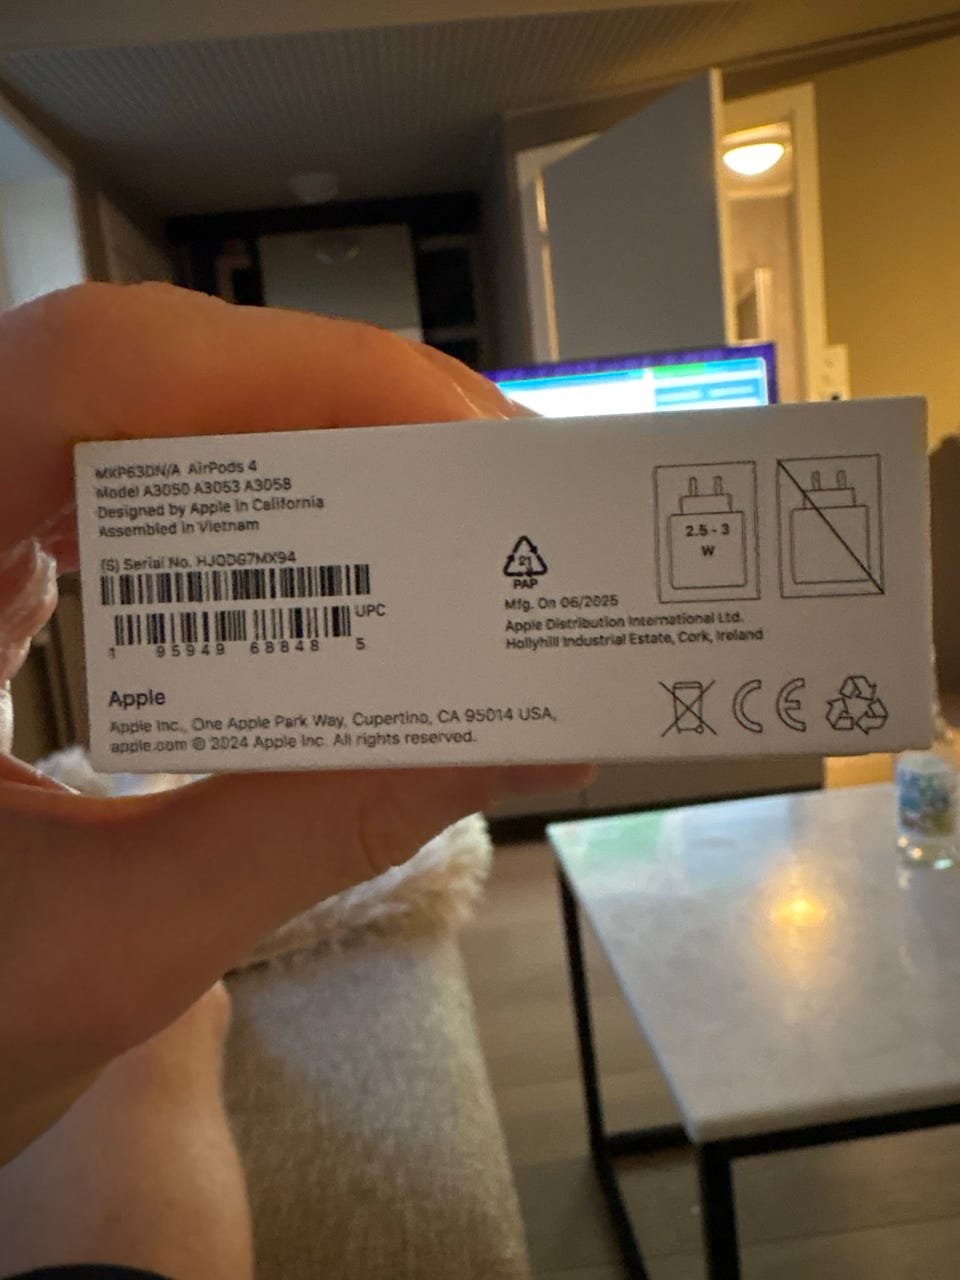 MXP63DN/A AirPods 4
Model A3050 A3053 A3058
Designed by Apple in California
Assembled in Vietnam
(S) Serial No. HJQDG7MX94
UPC
1 95949 68848 5
Apple
Apple Inc., One Apple Park Way, Cupertino, CA 95014 USA,
apple.com © 2024 Apple Inc. All rights reserved.
21
PAP
Mfg. On 06/2025
Apple Distribution International Ltd.
Hollyhill Industrial Estate, Cork, Ireland
2.5 - 3
W
CE